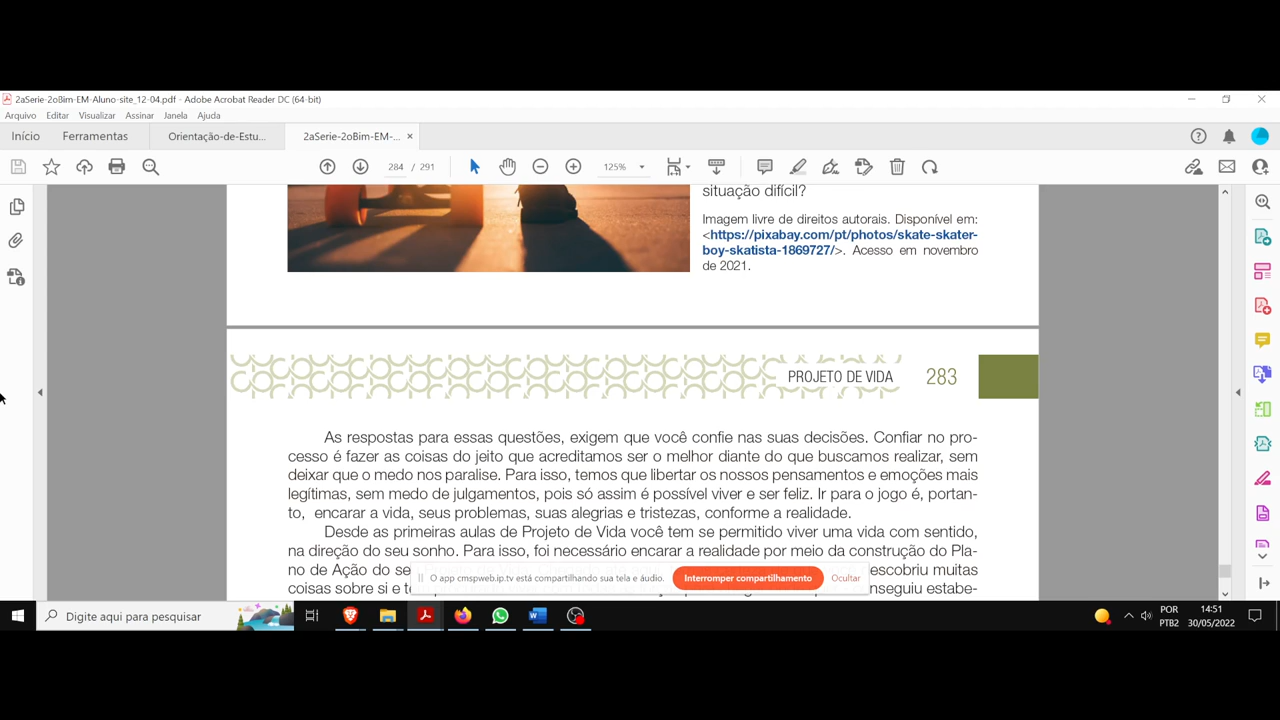 2aSerie-2oBim-EM-Aluno-site_12-04.pdf - Adobe Acrobat Reader DC (64-bit)
Arquivo Editar Visualizar Assinar Janela Ajuda
Início Ferramentas Orientação-de-Estu... 2aSerie-2oBim-EM-... ×
284 / 291 125%
situação difícil?
Imagem livre de direitos autorais. Disponível em:
<https://pixabay.com/pt/photos/skate-skater-
boy-skatista-1869727/>. Acesso em novembro
de 2021.
PROJETO DE VIDA 283
As respostas para essas questões, exigem que você confie nas suas decisões. Confiar no pro-
cesso é fazer as coisas do jeito que acreditamos ser o melhor diante do que buscamos realizar, sem
deixar que o medo nos paralise. Para isso, temos que libertar os nossos pensamentos e emoções mais
legítimas, sem medo de julgamentos, pois só assim é possível viver e ser feliz. Ir para o jogo é, portan-
to, encarar a vida, seus problemas, suas alegrias e tristezas, conforme a realidade.
Desde as primeiras aulas de Projeto de Vida você tem se permitido viver uma vida com sentido,
na direção do seu sonho. Para isso, foi necessário encarar a realidade por meio da construção do Pla-
no de Ação do se descobriu muitas
coisas sobre si e nseguiu estabe-
O app cmspweb.ip.tv está compartilhando sua tela e áudio. Interromper compartilhamento Ocultar
Digite aqui para pesquisar
POR 14:51
PTB2 30/05/2022